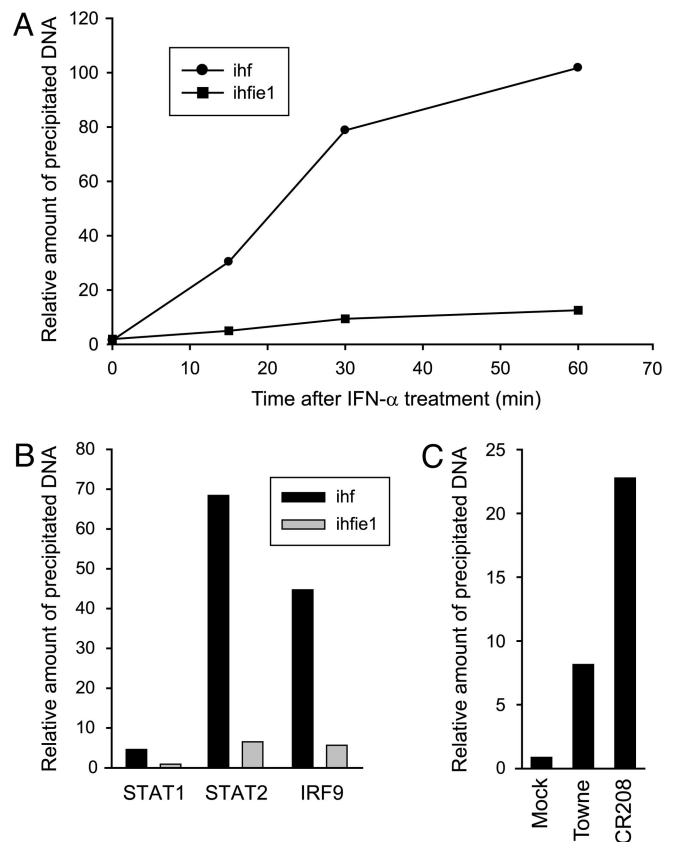 A
Relative amount of precipitated DNA
120
100
80
60
40
20
0
ihf
ihfie1
0 10 20 30 40 50 60 70
Time after IFN-α treatment (min)
B
Relative amount of precipitated DNA
80
70
60
50
40
30
20
10
0
ihf
ihfie1
STAT1 STAT2 IRF9
C
Relative amount of precipitated DNA
25
20
15
10
5
0
Mock
Towne
CR208